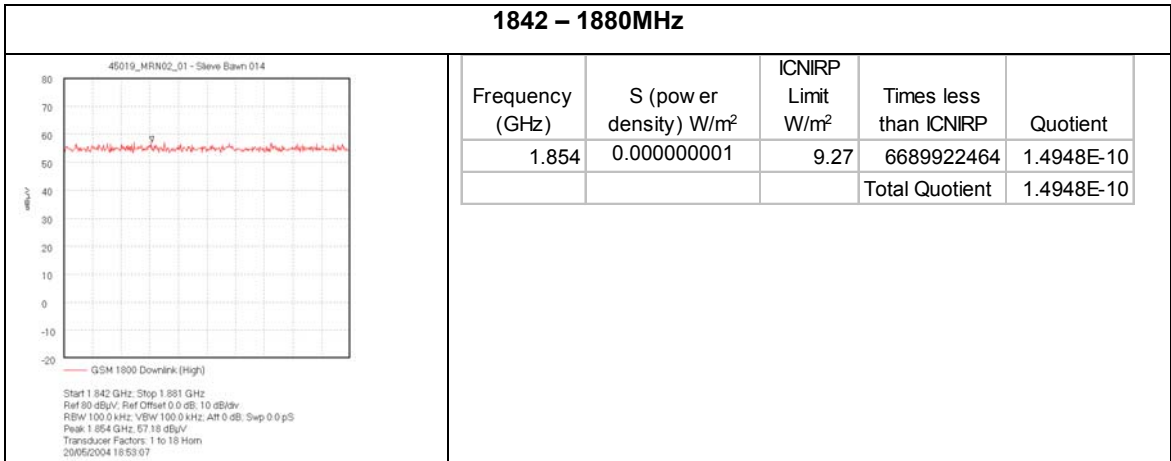 1842 – 1880MHz
45019_MRN02_01 - Slieve Bawn 014
80
70
60
50
40
30
20
10
0
-10
-20
dBµV
GSM 1800 Downlink (High)
Start 1.842 GHz; Stop 1.881 GHz
Ref 80 dBµV; Ref Offset 0.0 dB; 10 dB/div
RBW 100.0 kHz; VBW 100.0 kHz; Att 0 dB; Swp 0.0 pS
Peak 1.854 GHz, 57.18 dBµV
Transducer Factors: 1 to 18 Horn
20/05/2004 18:53:07
Frequency (GHz) S (pow er density) W/m² ICNIRP Limit W/m² Times less than ICNIRP Quotient
1.854 0.000000001 9.27 6689922464 1.4948E-10
Total Quotient 1.4948E-10